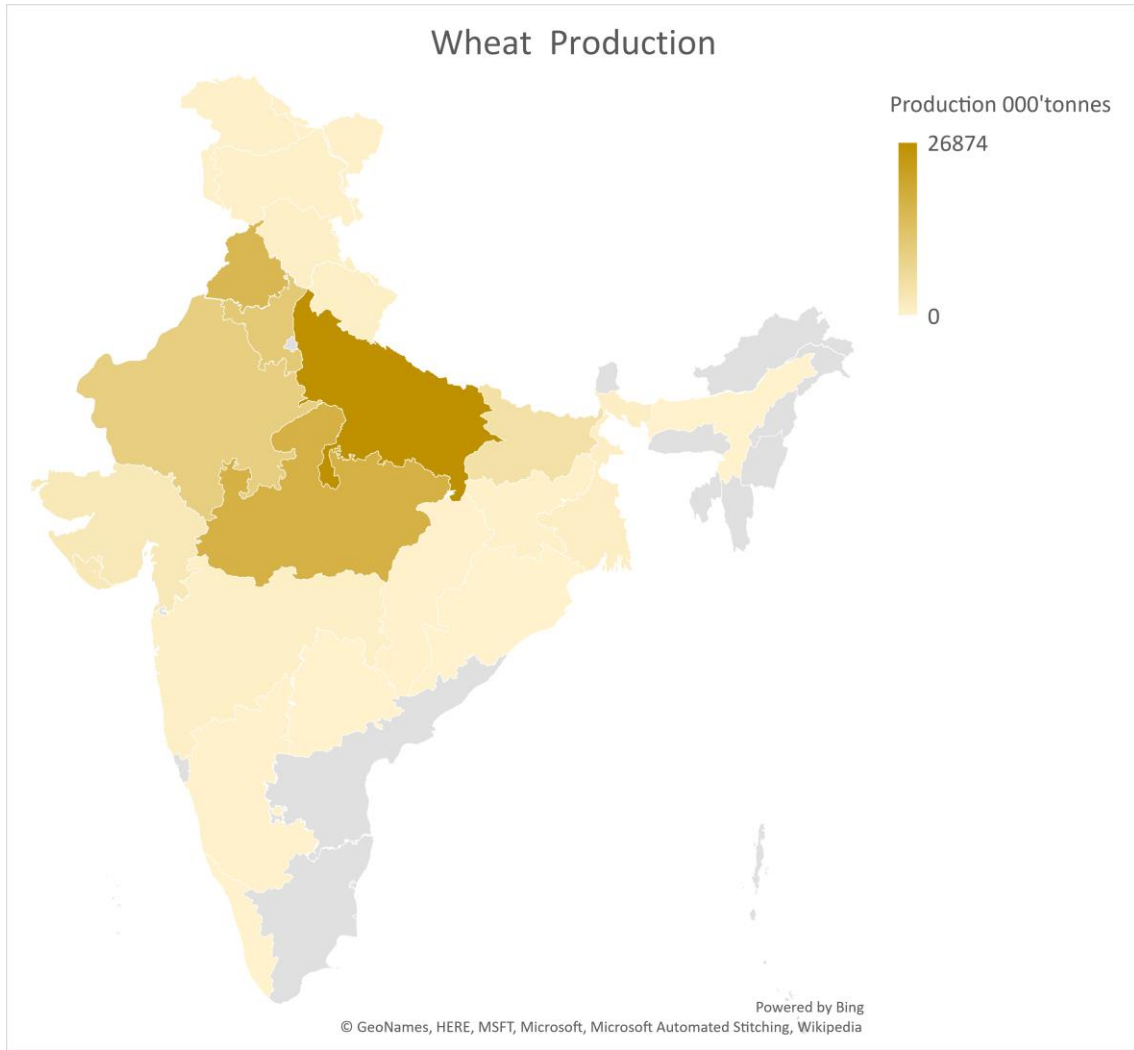 Wheat Production
Production 000'tonnes
26874
0
Powered by Bing
© GeoNames, HERE, MSFT, Microsoft, Microsoft Automated Stitching, Wikipedia